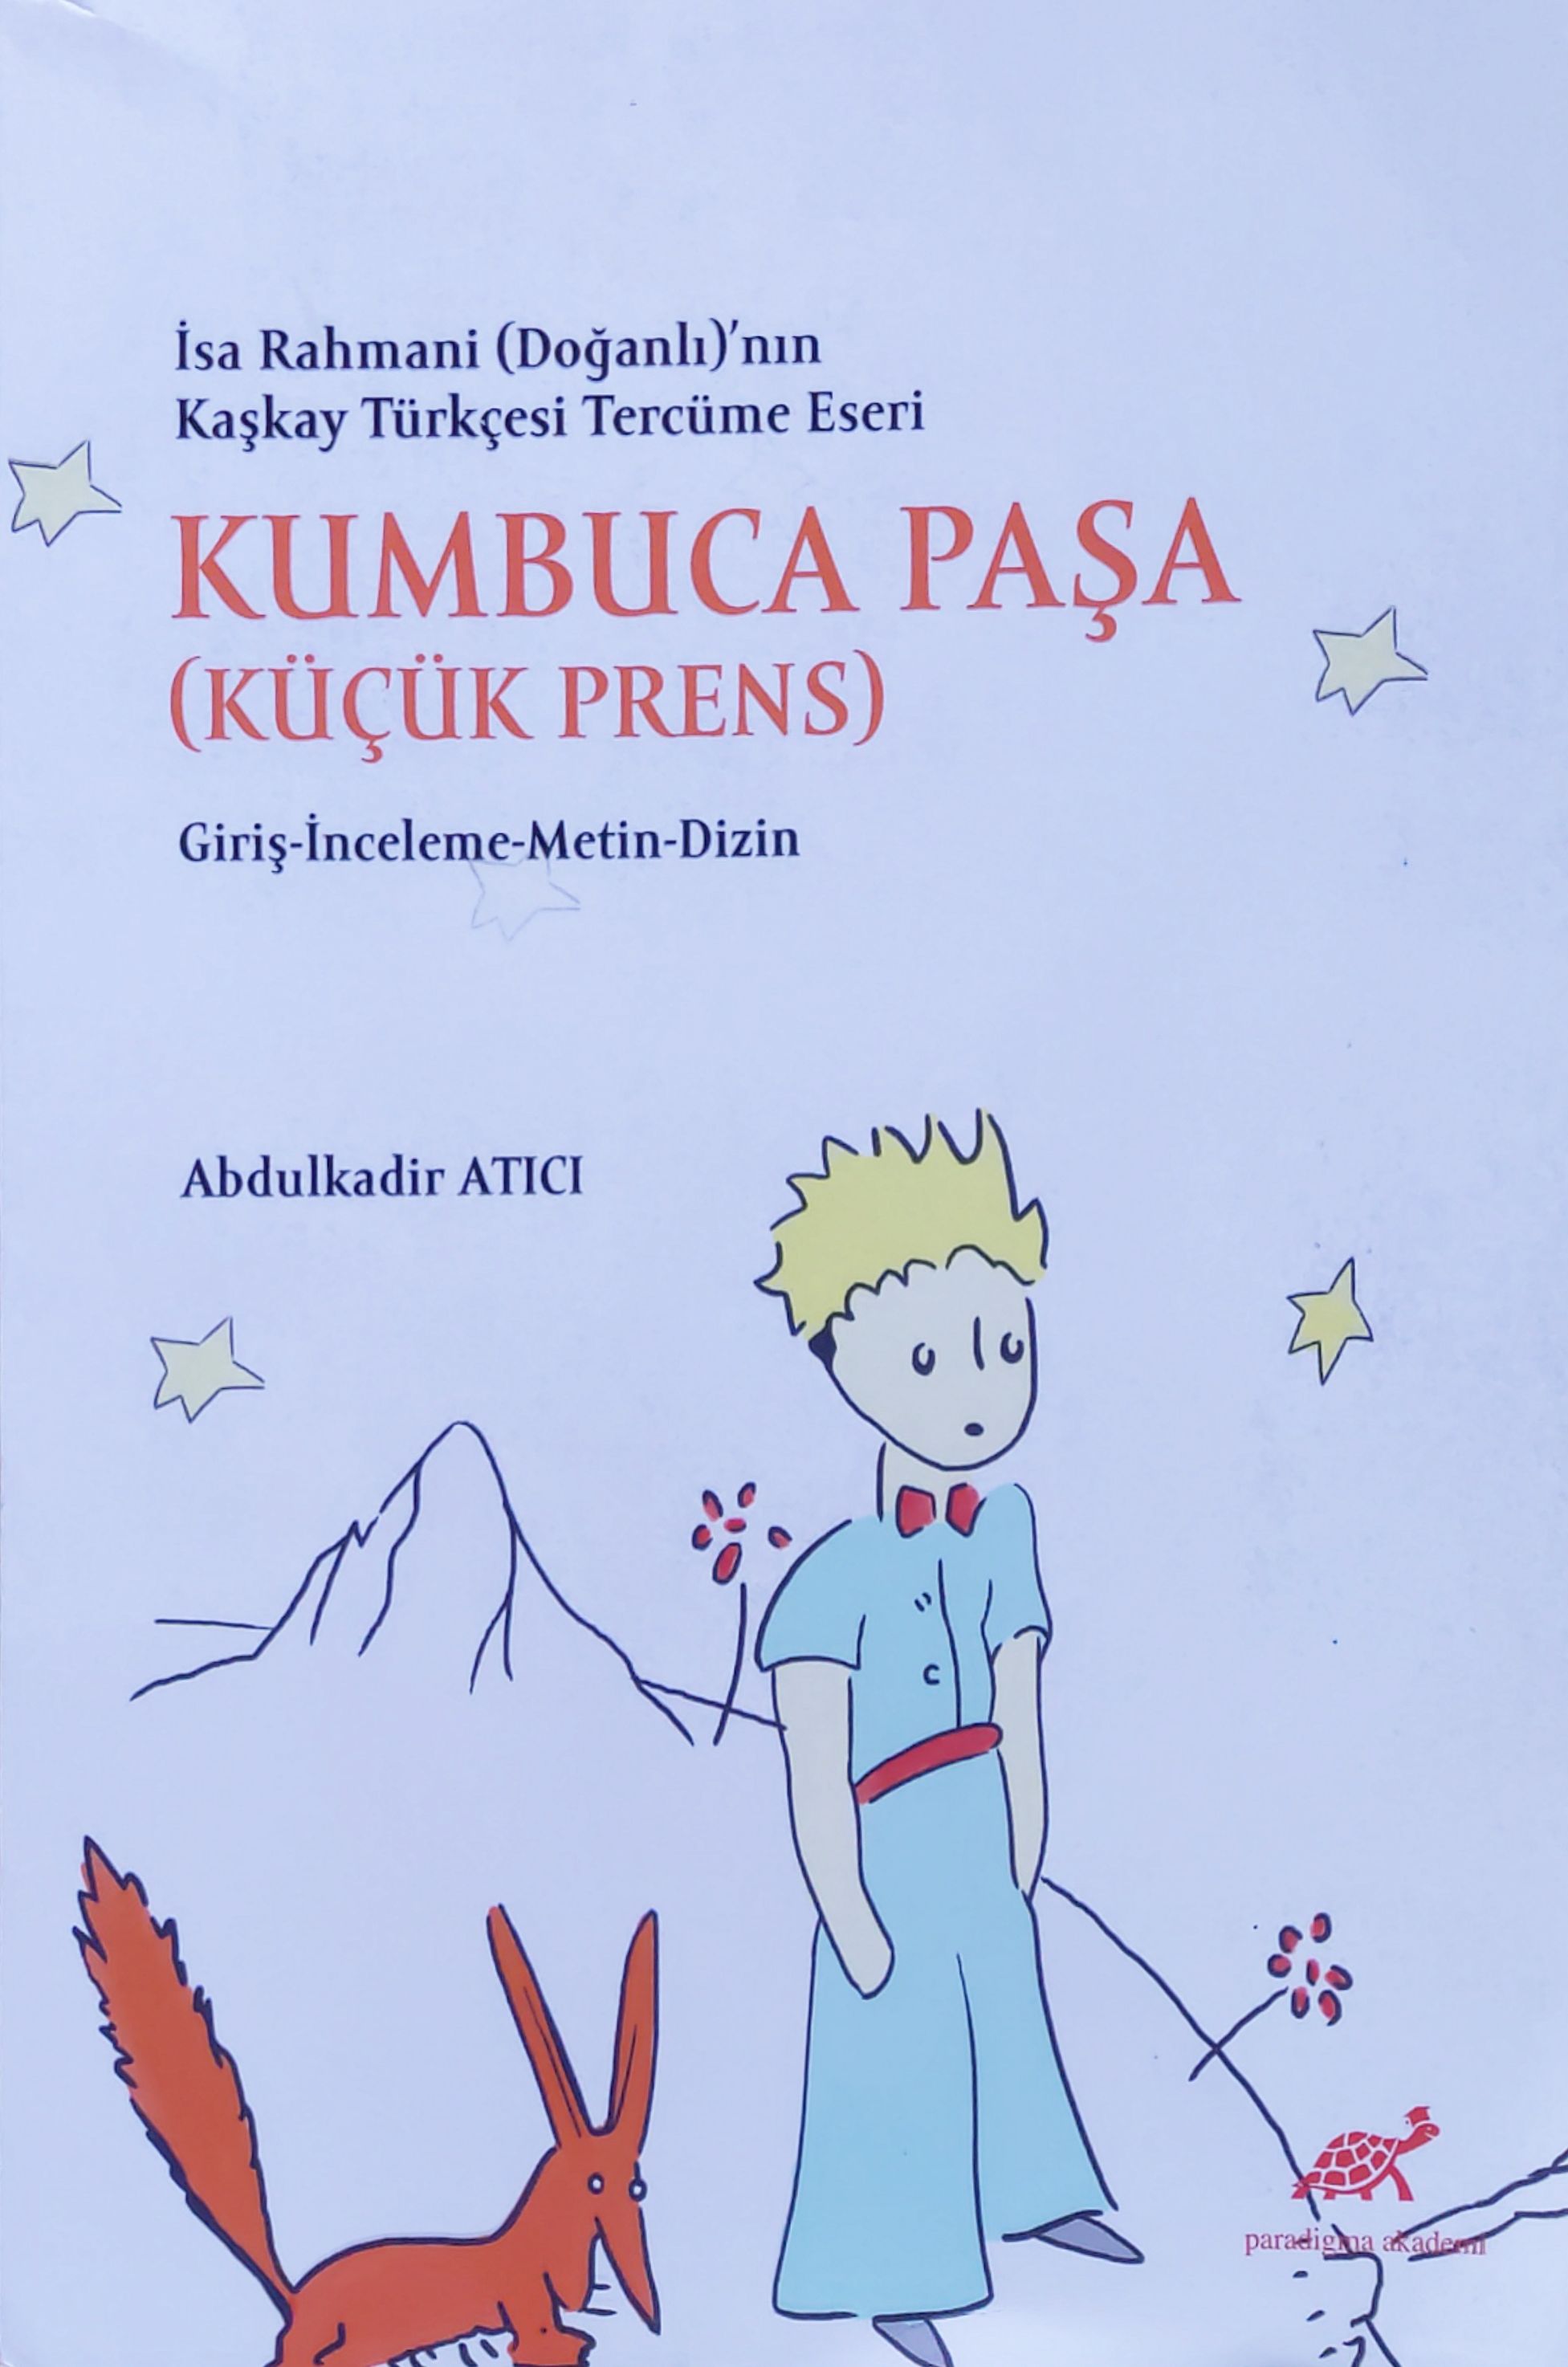 İsa Rahmani (Doğanlı)'nın
Kaşkay Türkçesi Tercüme Eseri
KUMBUCA PAŞA
(KÜÇÜK PRENS)
Giriş-İnceleme-Metin-Dizin
Abdulkadir ATICI
paradigma akademi